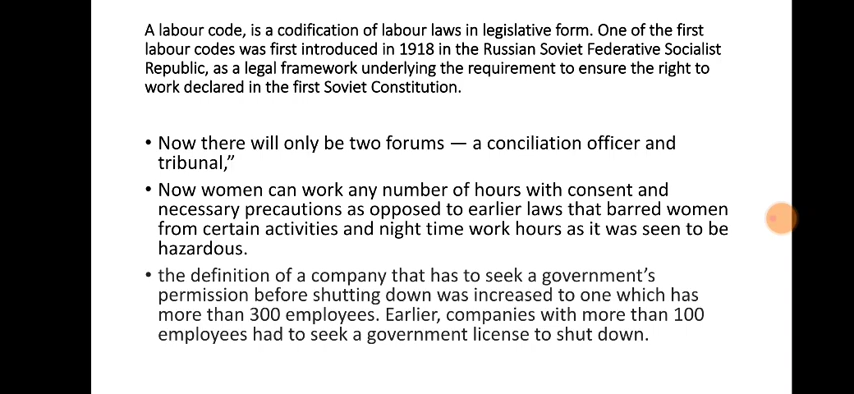 A labour code, is a codification of labour laws in legislative form. One of the first
labour codes was first introduced in 1918 in the Russian Soviet Federative Socialist
Republic, as a legal framework underlying the requirement to ensure the right to
work declared in the first Soviet Constitution.
• Now there will only be two forums — a conciliation officer and
tribunal,”
• Now women can work any number of hours with consent and
necessary precautions as opposed to earlier laws that barred women
from certain activities and night time work hours as it was seen to be
hazardous.
• the definition of a company that has to seek a government’s
permission before shutting down was increased to one which has
more than 300 employees. Earlier, companies with more than 100
employees had to seek a government license to shut down.